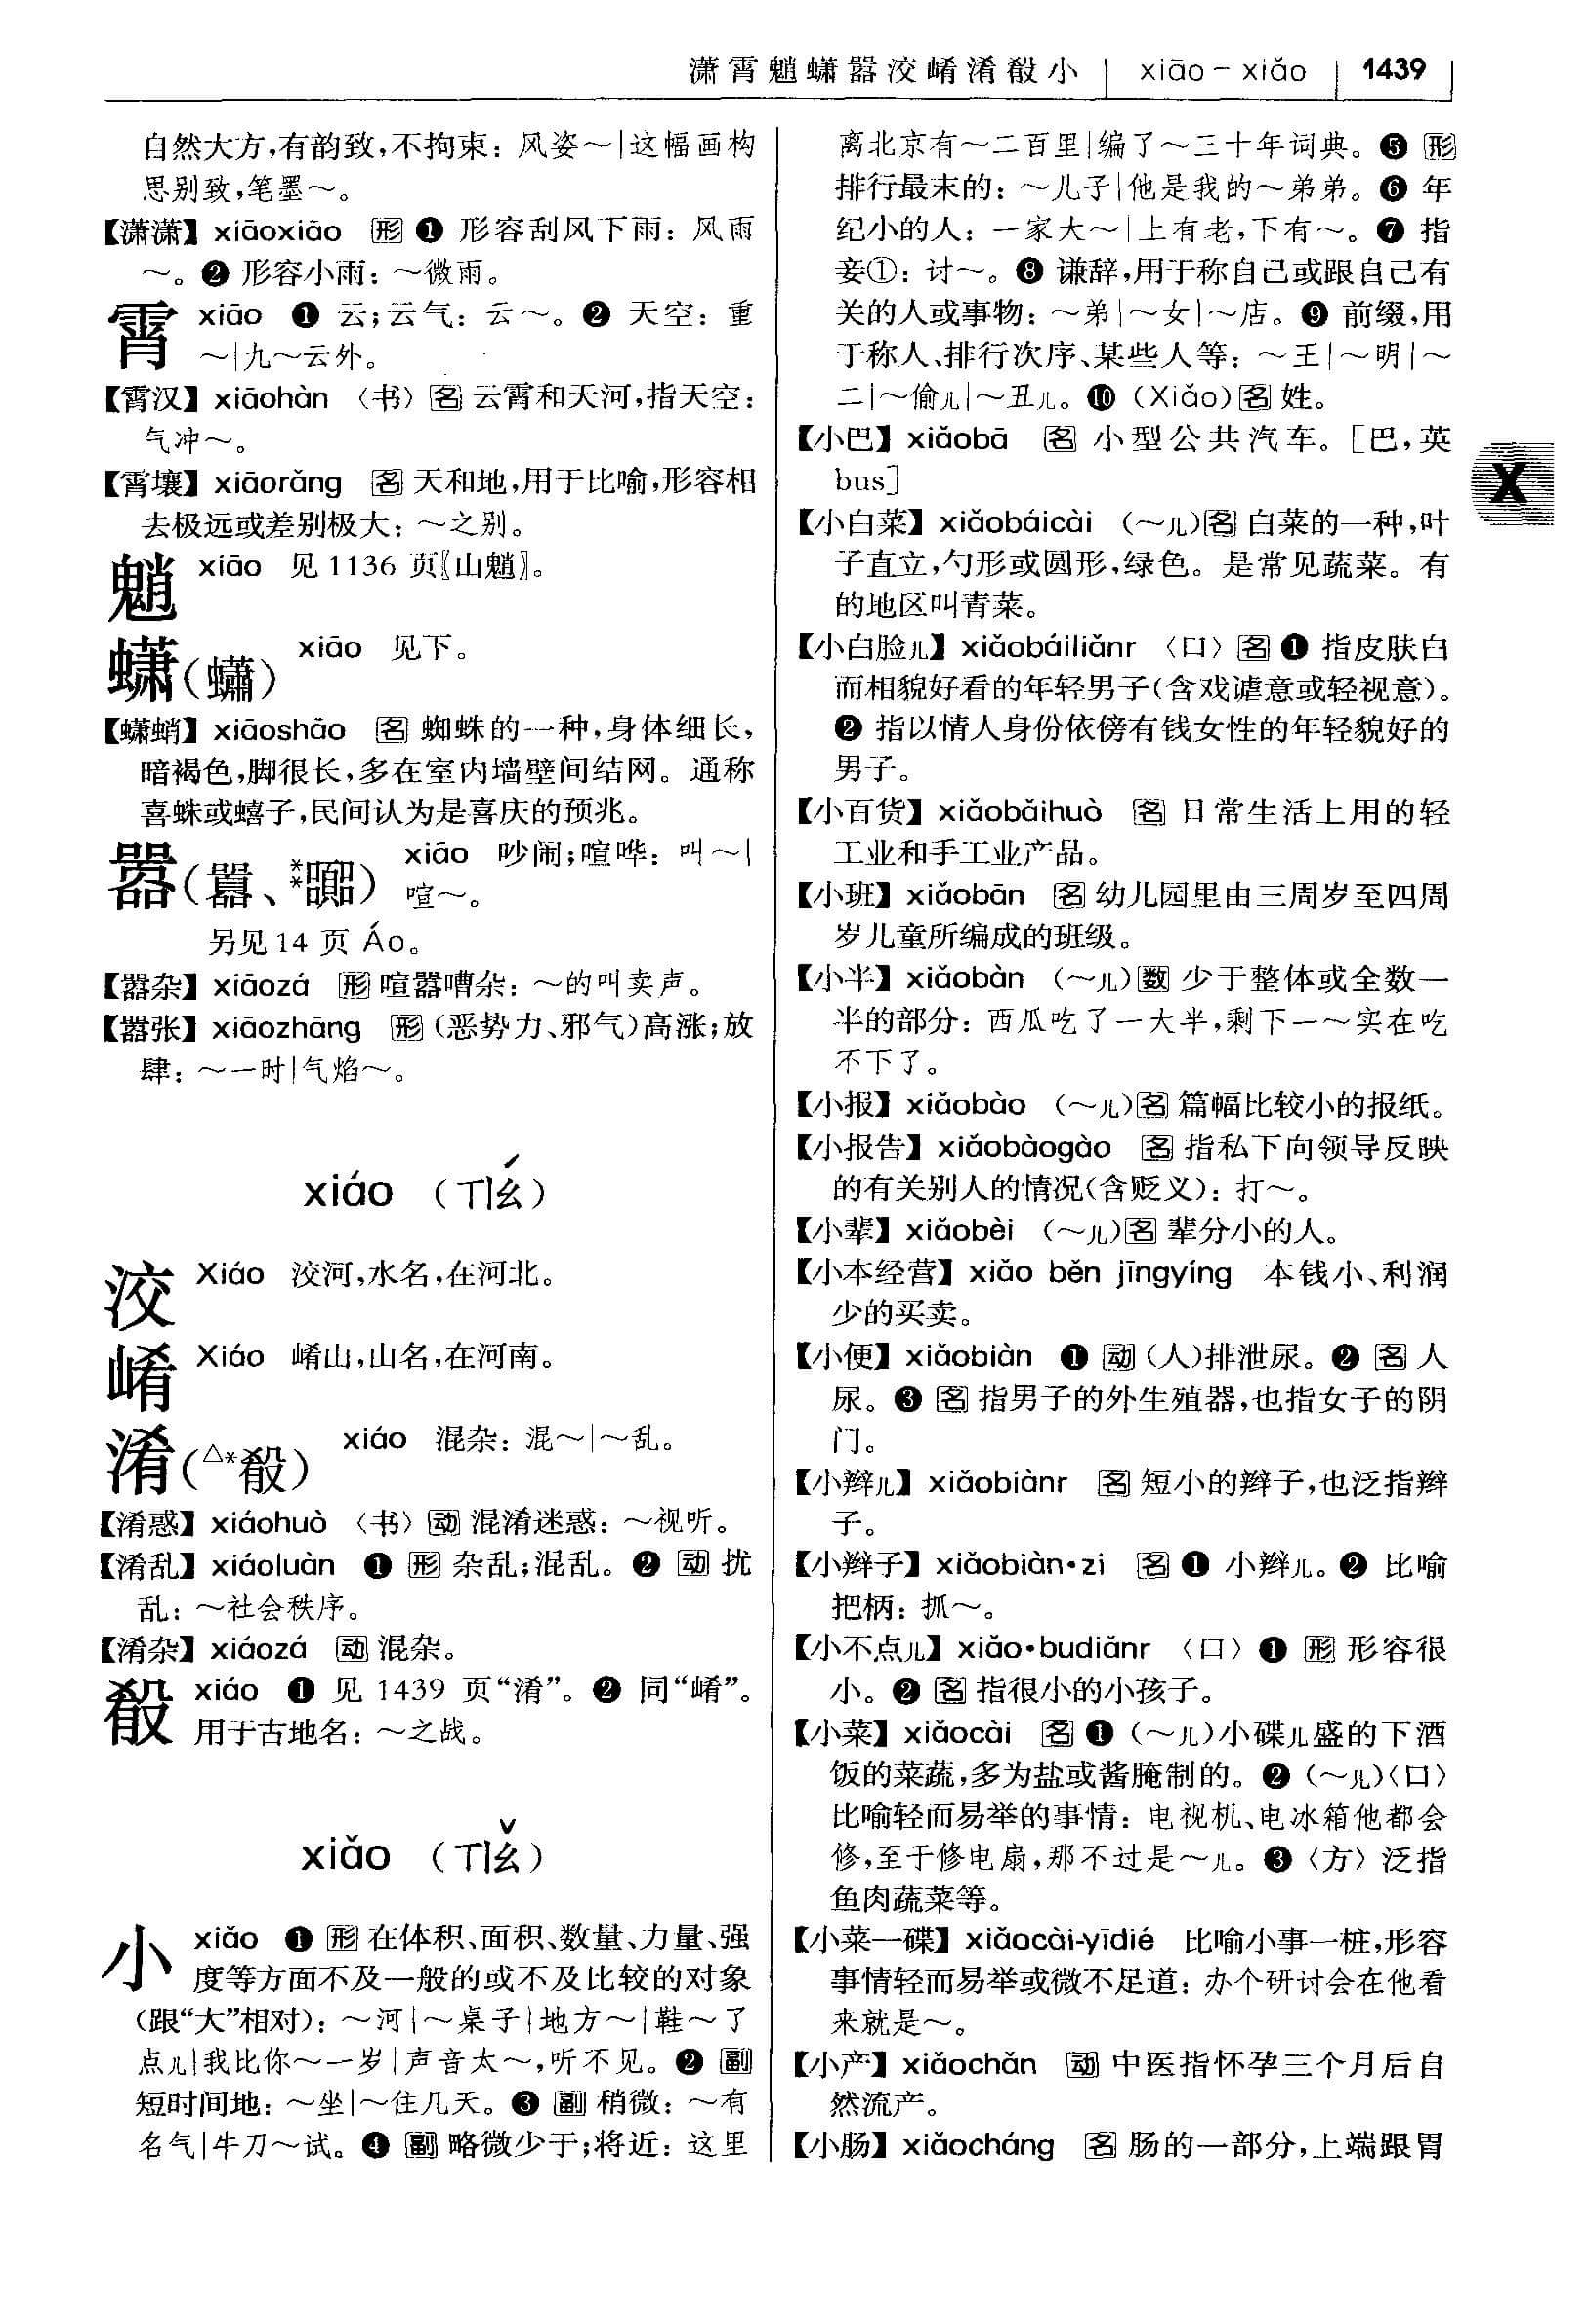 潇霄魈蟏嚣洨崤淆殽小 xiāo－xiǎo 1439
自然大方，有韵致，不拘束：风姿～|这幅画构
思别致，笔墨～。
【潇潇】xiāoxiāo 形 ❶ 形容刮风下雨：风雨
～。❷ 形容小雨：～微雨。
霄 xiāo ❶ 云；云气：云～。❷ 天空：重
～|九～云外。
【霄汉】xiāohàn 〈书〉名 云霄和天河，指天空：
气冲～。
【霄壤】xiāorǎng 名 天和地，用于比喻，形容相
去极远或差别极大：～之别。
魈 xiāo 见 1136 页〖山魈〗。
蟏（蠨） xiāo 见下。
【蟏蛸】xiāoshāo 名 蜘蛛的一种，身体细长，
暗褐色，脚很长，多在室内墙壁间结网。通称
喜蛛或蟢子，民间认为是喜庆的预兆。
嚣（囂、） xiāo 吵闹；喧哗：叫～|
喧～。
另见 14 页 Áo。
【嚣杂】xiāozá 形 喧嚣嘈杂：～的叫卖声。
【嚣张】xiāozhāng 形（恶势力、邪气）高涨；放
肆：～一时|气焰～。
xiáo （ㄒㄧㄠˊ）
洨 Xiáo 洨河，水名，在河北。
崤 Xiáo 崤山，山名，在河南。
淆（△*殽） xiáo 混杂：混～|～乱。
【淆惑】xiáohuò 〈书〉动 混淆迷惑：～视听。
【淆乱】xiáoluàn ❶ 形 杂乱；混乱。❷ 动 扰
乱：～社会秩序。
【淆杂】xiáozá 动 混杂。
殽 xiáo ❶ 见 1439 页“淆”。❷ 同“崤”。
用于古地名：～之战。
xiǎo （ㄒㄧㄠˇ）
小 xiǎo ❶ 形 在体积、面积、数量、力量、强
度等方面不及一般的或不及比较的对象
（跟“大”相对）：～河|～桌子|地方～|鞋～了
点儿|我比你～一岁|声音太～，听不见。❷ 副
短时间地：～坐|～住几天。❸ 副 稍微：～有
名气|牛刀～试。❹ 副 略微少于；将近：这里
离北京有～二百里|编了～三十年词典。❺ 形
排行最末的：～儿子|他是我的～弟弟。❻ 年
纪小的人：一家大～|上有老，下有～。❼ 指
妾①：讨～。❽ 谦辞，用于称自己或跟自己有
关的人或事物：～弟|～女|～店。❾ 前缀，用
于称人、排行次序、某些人等：～王|～明|～
二|～偷儿|～丑儿。❿ （Xiǎo）名 姓。
【小巴】xiǎobā 名 小型公共汽车。［巴，英
bus］
【小白菜】xiǎobáicài （～儿）名 白菜的一种，叶
子直立，勺形或圆形，绿色。是常见蔬菜。有
的地区叫青菜。
【小白脸儿】xiǎobáiliǎnr 〈口〉名 ❶ 指皮肤白
而相貌好看的年轻男子（含戏谑意或轻视意）。
❷ 指以情人身份依傍有钱女性的年轻貌好的
男子。
【小百货】xiǎobǎihuò 名 日常生活上用的轻
工业和手工业产品。
【小班】xiǎobān 名 幼儿园里由三周岁至四周
岁儿童所编成的班级。
【小半】xiǎobàn （～儿）数 少于整体或全数一
半的部分：西瓜吃了一大半，剩下一～实在吃
不下了。
【小报】xiǎobào （～儿）名 篇幅比较小的报纸。
【小报告】xiǎobàogào 名 指私下向领导反映
的有关别人的情况（含贬义）：打～。
【小辈】xiǎobèi （～儿）名 辈分小的人。
【小本经营】xiǎo běn jīngyíng 本钱小、利润
少的买卖。
【小便】xiǎobiàn ❶ 动（人）排泄尿。❷ 名 人
尿。❸ 名 指男子的外生殖器，也指女子的阴
门。
【小辫儿】xiǎobiànr 名 短小的辫子，也泛指辫
子。
【小辫子】xiǎobiàn·zi 名 ❶ 小辫儿。❷ 比喻
把柄：抓～。
【小不点儿】xiǎo·budiǎnr 〈口〉❶ 形 形容很
小。❷ 名 指很小的小孩子。
【小菜】xiǎocài 名 ❶（～儿）小碟儿盛的下酒
饭的菜蔬，多为盐或酱腌制的。❷（～儿）〈口〉
比喻轻而易举的事情：电视机、电冰箱他都会
修，至于修电扇，那不过是～儿。❸〈方〉泛指
鱼肉蔬菜等。
【小菜一碟】xiǎocài-yīdié 比喻小事一桩，形容
事情轻而易举或微不足道：办个研讨会在他看
来就是～。
【小产】xiǎochǎn 动 中医指怀孕三个月后自
然流产。
【小肠】xiǎocháng 名 肠的一部分，上端跟胃
X